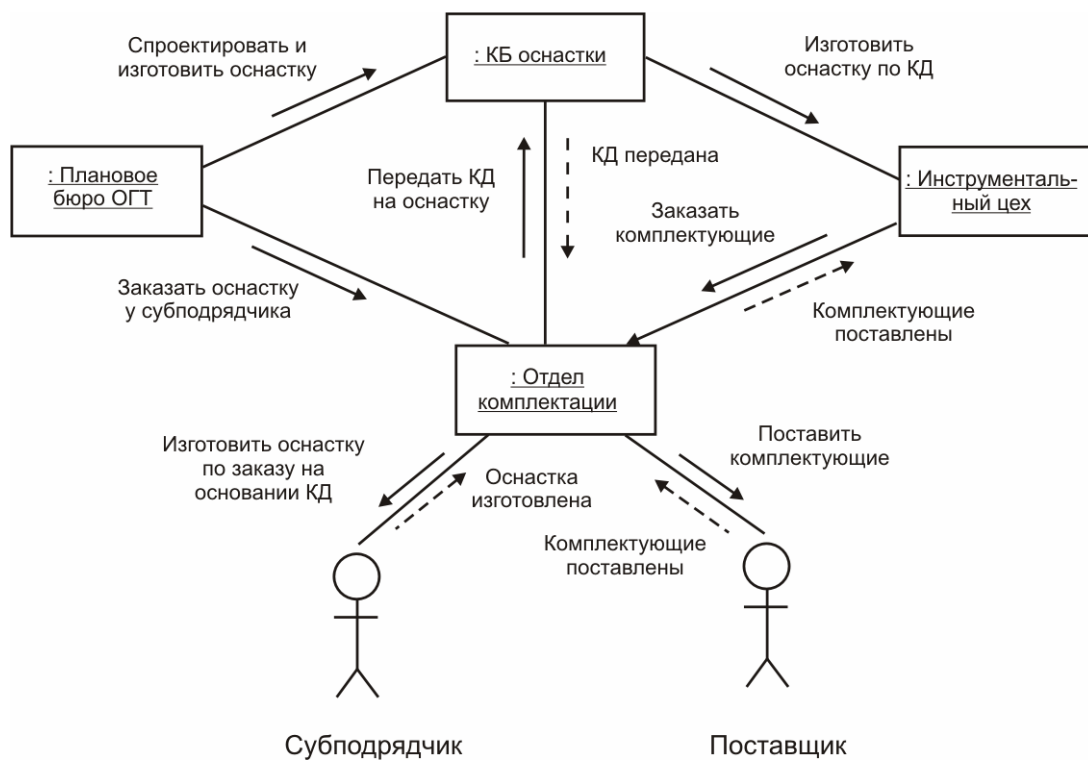 Спроектировать и
изготовить оснастку
: КБ оснастки
Изготовить
оснастку по КД
: Плановое
бюро ОГТ
Передать КД
на оснастку
КД передана
: Инструменталь-
ный цех
Заказать
комплектующие
Заказать оснастку
у субподрядчика
Комплектующие
поставлены
: Отдел
комплектации
Изготовить оснастку
по заказу на
основании КД
Оснастка
изготовлена
Поставить
комплектующие
Комплектующие
поставлены
Субподрядчик
Поставщик